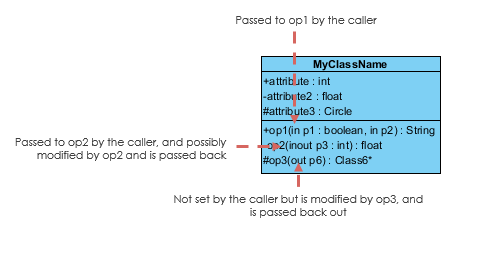 Passed to op1 by the caller
MyClassName
+attribute : int
-attribute2 : float
#attribute3 : Circle
+op1(in p1 : boolean, in p2) : String
-op2(inout p3 : int) : float
#op3(out p6) : Class6*
Passed to op2 by the caller, and possibly
modified by op2 and is passed back
Not set by the caller but is modified by op3, and
is passed back out